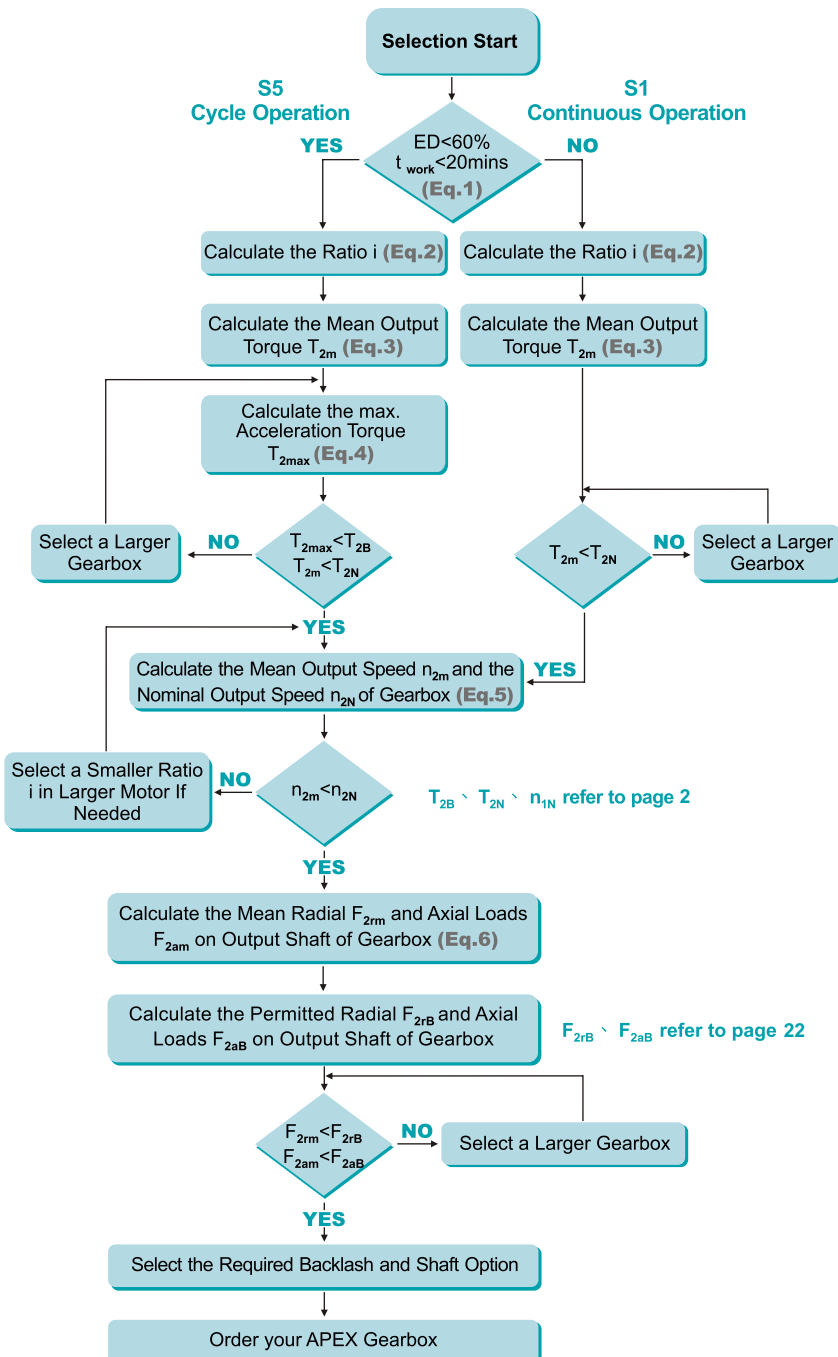 Selection Start
S5
Cycle Operation
S1
Continuous Operation
YES
ED<60%
t work<20mins
(Eq.1)
NO
Calculate the Ratio i (Eq.2)
Calculate the Ratio i (Eq.2)
Calculate the Mean Output
Torque T2m (Eq.3)
Calculate the Mean Output
Torque T2m (Eq.3)
Calculate the max.
Acceleration Torque
T2max (Eq.4)
Select a Larger
Gearbox
NO
T2max<T2B
T2m<T2N
T2m<T2N
NO
Select a Larger
Gearbox
YES
YES
Calculate the Mean Output Speed n2m and the
Nominal Output Speed n2N of Gearbox (Eq.5)
Select a Smaller Ratio
i in Larger Motor If
Needed
NO
n2m<n2N
T2B、T2N、n1N refer to page 2
YES
Calculate the Mean Radial F2rm and Axial Loads
F2am on Output Shaft of Gearbox (Eq.6)
Calculate the Permitted Radial F2rB and Axial
Loads F2aB on Output Shaft of Gearbox
F2rB、F2aB refer to page 22
F2rm<F2rB
F2am<F2aB
NO
Select a Larger Gearbox
YES
Select the Required Backlash and Shaft Option
Order your APEX Gearbox